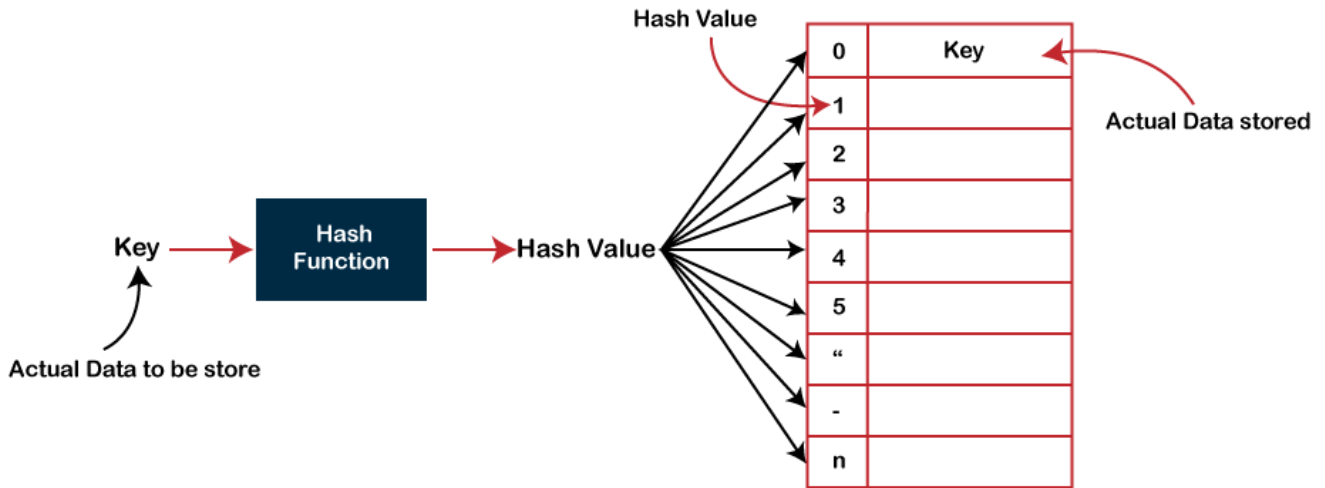 Hash Value
0 Key
1
Actual Data stored
2
3
Hash
Function
Key
Hash Value
4
5
Actual Data to be store
“
-
n